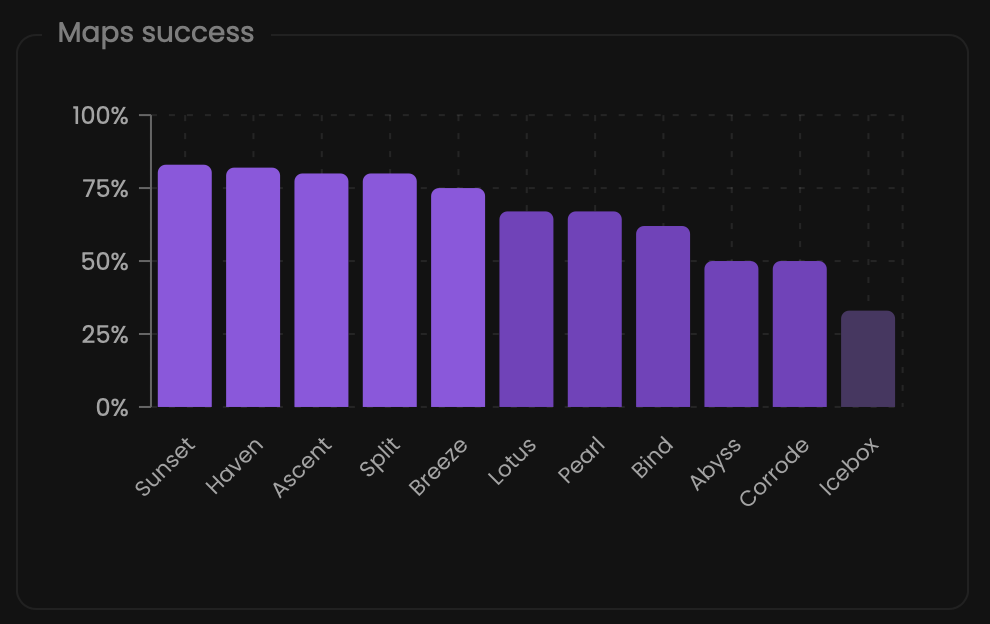 Maps success
100%
75%
50%
25%
0%
Sunset
Haven
Ascent
Split
Breeze
Lotus
Pearl
Bind
Abyss
Corrode
Icebox